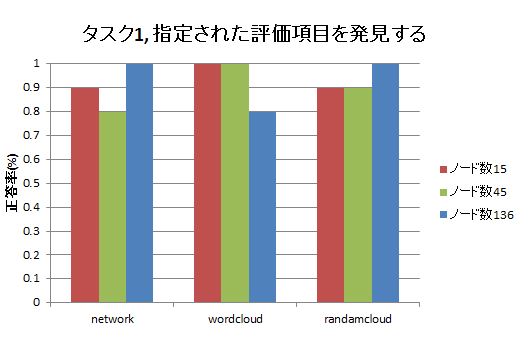 タスク1, 指定された評価項目を発見する
正答率(%)
1
0.9
0.8
0.7
0.6
0.5
0.4
0.3
0.2
0.1
0
network
wordcloud
randamcloud
ノード数15
ノード数45
ノード数136